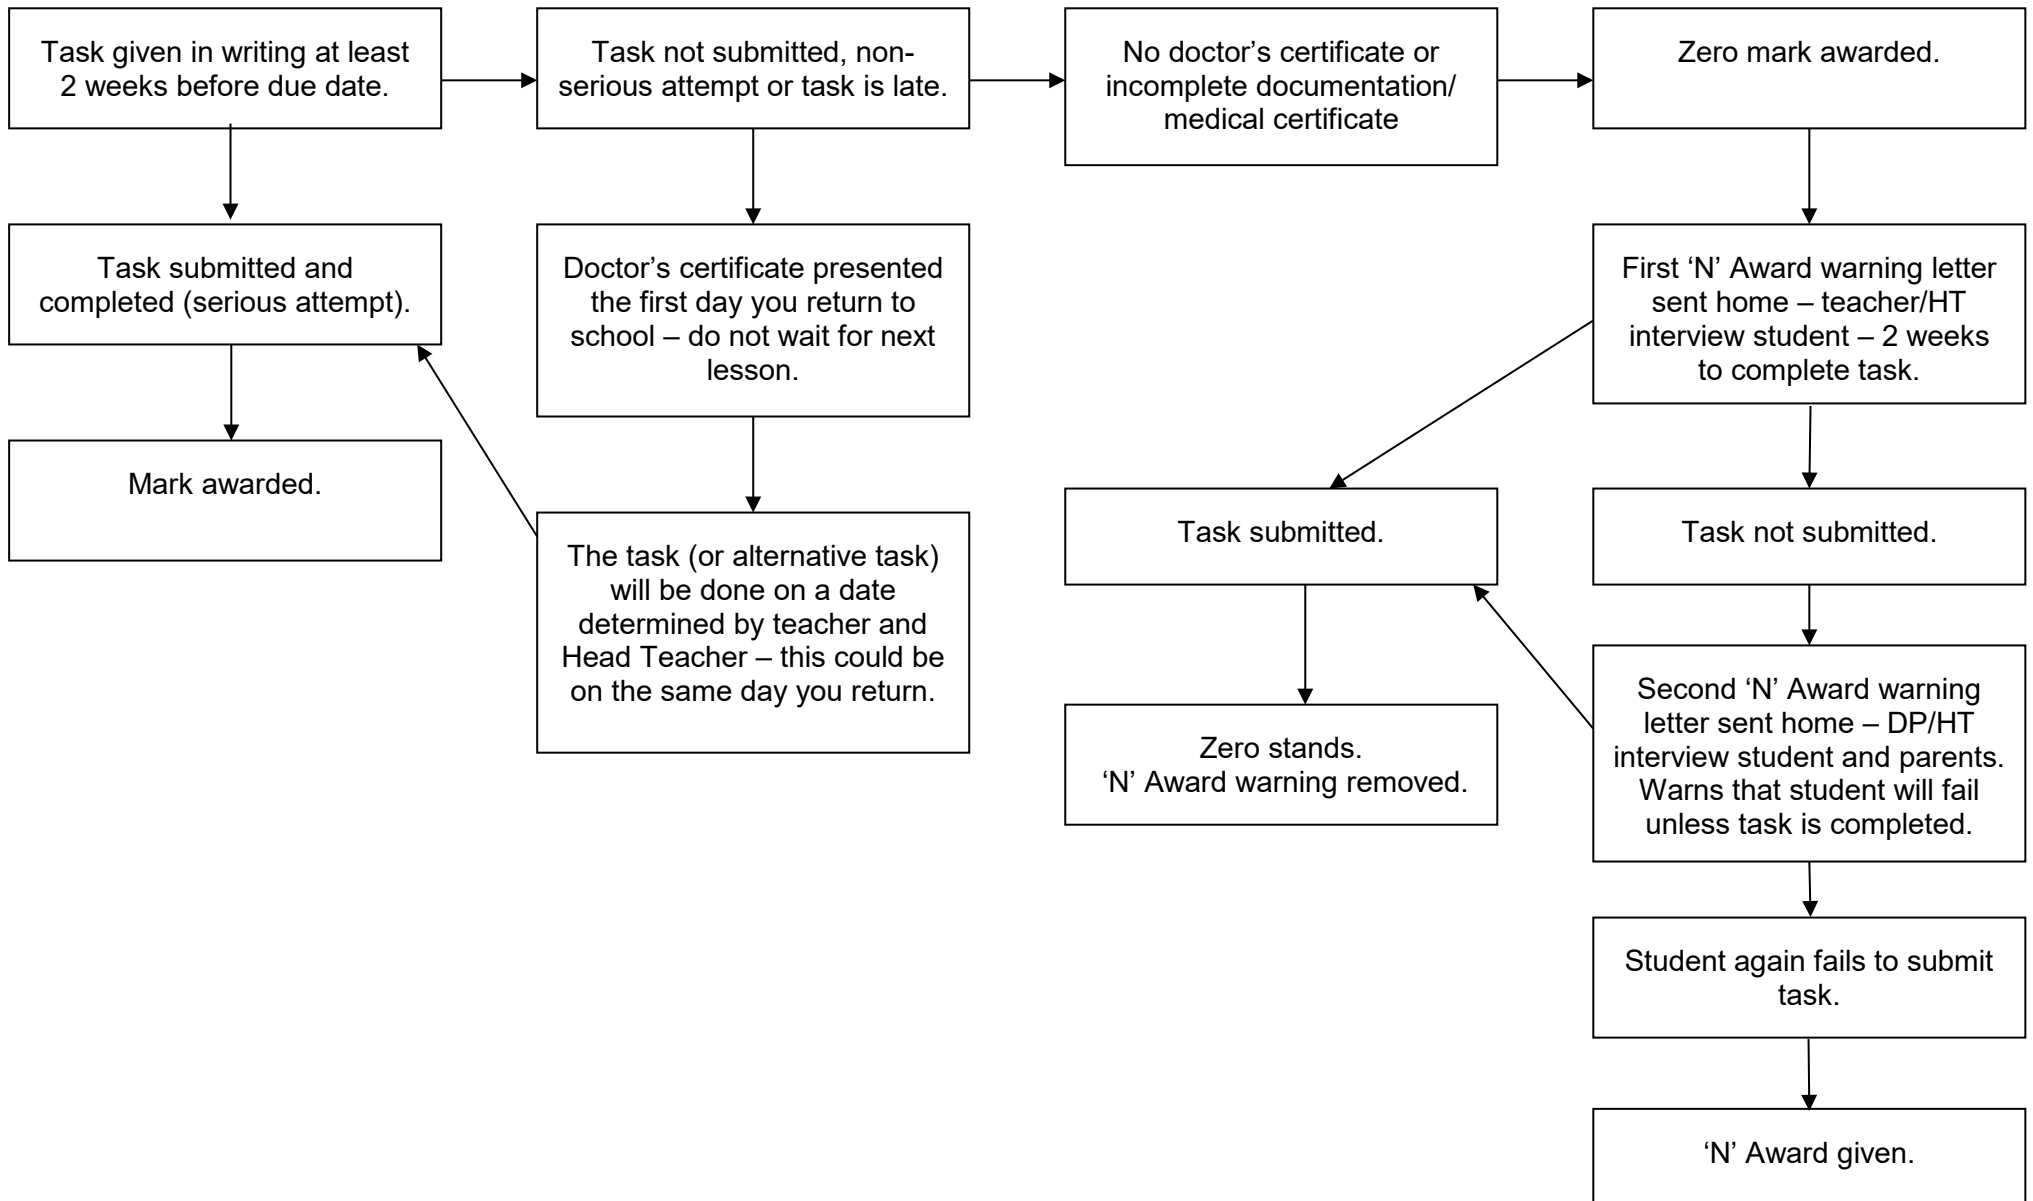 Task given in writing at least
2 weeks before due date.
Task not submitted, non-
serious attempt or task is late.
No doctor’s certificate or
incomplete documentation/
medical certificate
Zero mark awarded.
Task submitted and
completed (serious attempt).
Doctor’s certificate presented
the first day you return to
school – do not wait for next
lesson.
First ‘N’ Award warning letter
sent home – teacher/HT
interview student – 2 weeks
to complete task.
Mark awarded.
The task (or alternative task)
will be done on a date
determined by teacher and
Head Teacher – this could be
on the same day you return.
Task submitted.
Task not submitted.
Zero stands.
‘N’ Award warning removed.
Second ‘N’ Award warning
letter sent home – DP/HT
interview student and parents.
Warns that student will fail
unless task is completed.
Student again fails to submit
task.
‘N’ Award given.